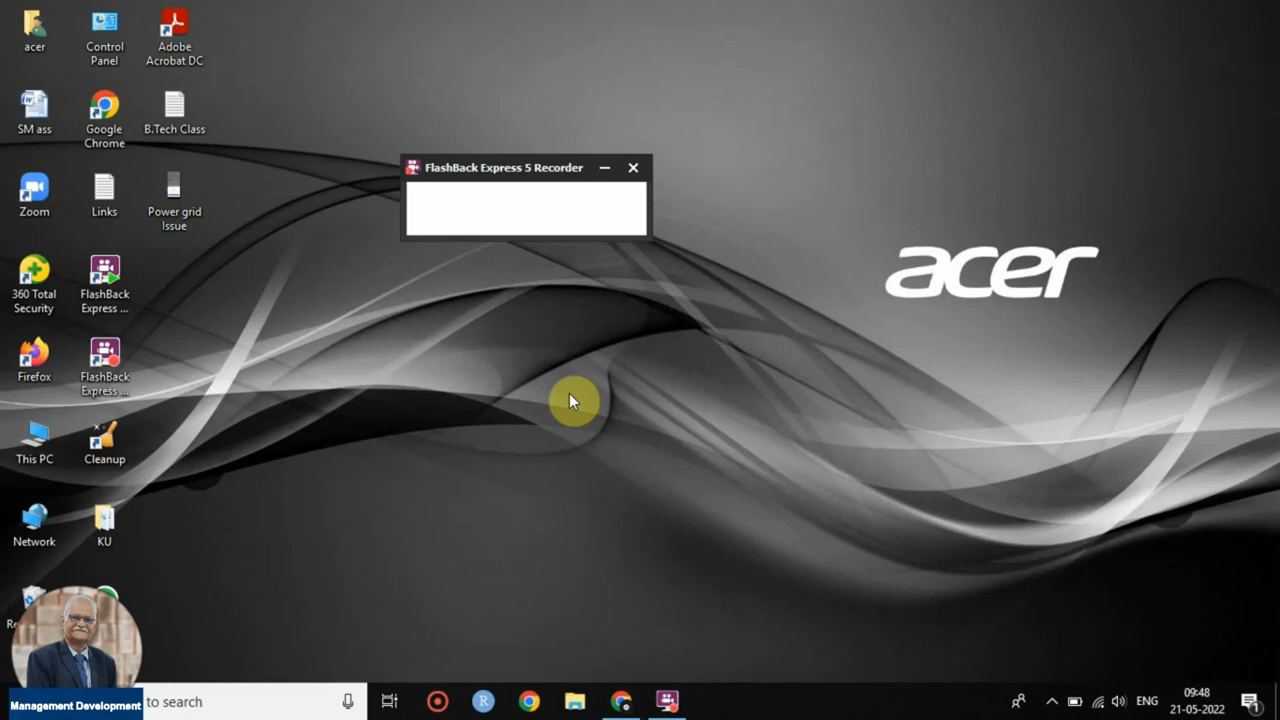 acer
Control
Panel
Adobe
Acrobat DC
SM ass
Google
Chrome
B.Tech Class
Zoom
Links
Power grid
Issue
360 Total
Security
FlashBack
Express ...
Firefox
FlashBack
Express ...
This PC
Cleanup
Network
KU
FlashBack Express 5 Recorder
acer
Management Development
to search
ENG
09:48
21-05-2022
1